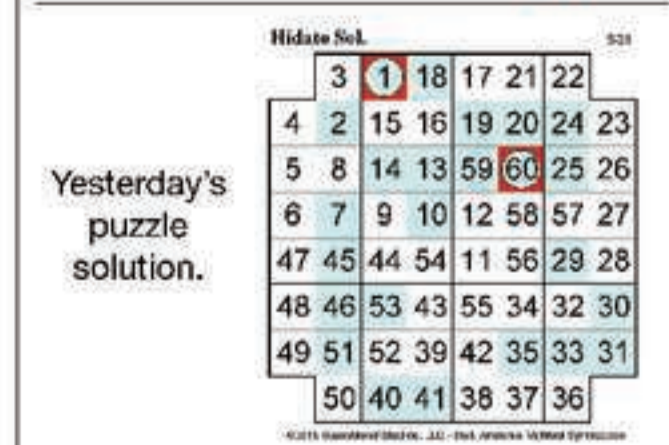 Hidato Sol.
Yesterday's
puzzle
solution.
3 1 18 17 21 22
4 2 15 16 19 20 24 23
5 8 14 13 59 60 25 26
6 7 9 10 12 58 57 27
47 45 44 54 11 56 29 28
48 46 53 43 55 34 32 30
49 51 52 39 42 35 33 31
50 40 41 38 37 36